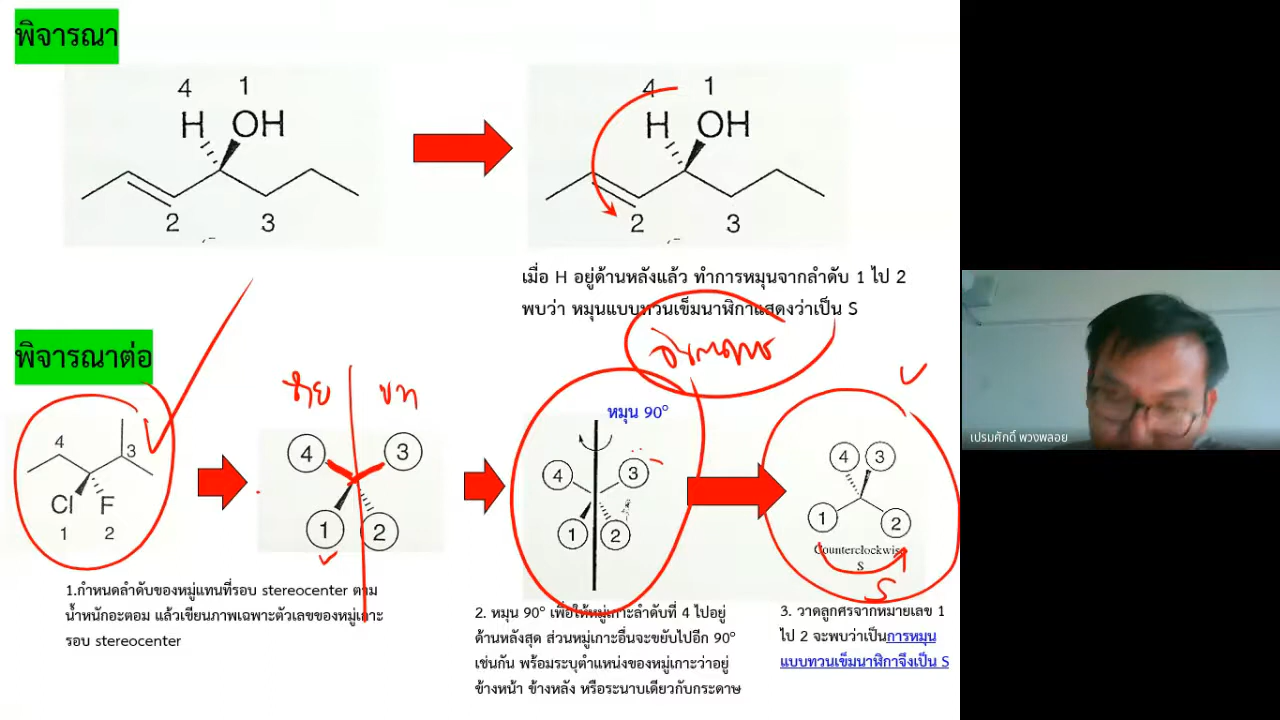 พิจารณา
4 1
H OH
2 3
4 1
H OH
2 3
เมื่อ H อยู่ด้านหลังแล้ว ทำการหมุนจากลำดับ 1 ไป 2
พบว่า หมุนแบบทวนเข็มนาฬิกาแสดงว่าเป็น S
พิจารณาต่อ
4
3
Cl F
1 2
ซ้าย ขวา
4 3
1 2
หมุน 90°
4 3
1 2
4 3
1 2
Counterclockwise
S
S
1.กำหนดลำดับของหมู่แทนที่รอบ stereocenter ตาม
น้ำหนักอะตอม แล้วเขียนภาพเฉพาะตัวเลขของหมู่เกาะ
รอบ stereocenter
2. หมุน 90° เพื่อให้หมู่เกาะลำดับที่ 4 ไปอยู่
ด้านหลังสุด ส่วนหมู่เกาะอื่นจะขยับไปอีก 90°
เช่นกัน พร้อมระบุตำแหน่งของหมู่เกาะว่าอยู่
ข้างหน้า ข้างหลัง หรือระนาบเดียวกับกระดาษ
3. วาดลูกศรจากหมายเลข 1
ไป 2 จะพบว่าเป็นการหมุน
แบบทวนเข็มนาฬิกาจึงเป็น S
เปรมศักดิ์ พวงพลอย